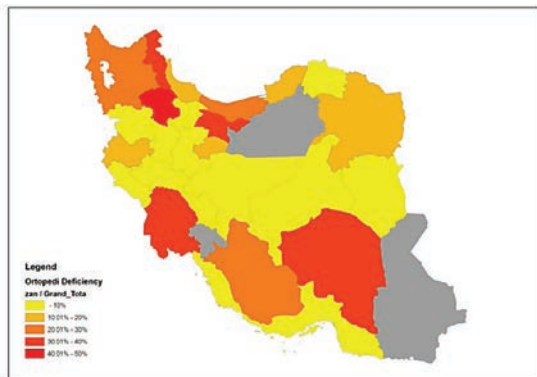 Legend
Ortopedi Deficiency
zan / Grand_Tota
- 10%
10.01% - 20%
20.01% - 30%
30.01% - 40%
40.01% - 50%